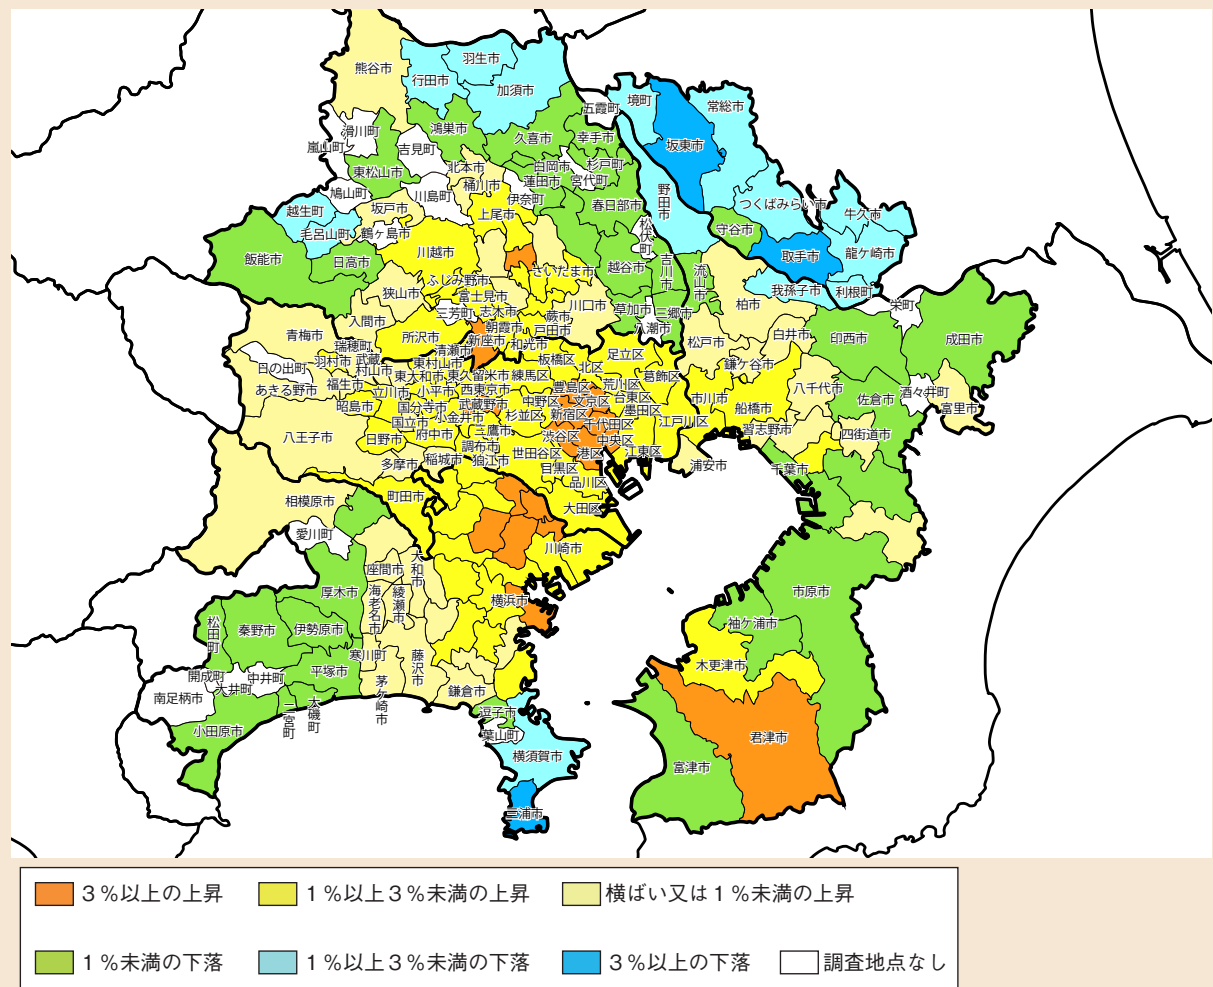 熊谷市
行田市
羽生市
加須市
滑川町
嵐山町
吉見町
鴻巣市
久喜市
幸手市
五霞町
境町
坂東市
常総市
東松山市
北本市
桶川市
白岡市
蓮田市
杉戸町
宮代町
伊奈町
上尾市
春日部市
野田市
つくばみらい市
牛久市
龍ケ崎市
守谷市
取手市
利根町
我孫子市
鳩山町
川島町
越生町
毛呂山町
坂戸市
鶴ヶ島市
川越市
飯能市
日高市
松伏町
越谷市
吉川市
流山市
柏市
さいたま市
ふじみ野市
富士見市
狭山市
入間市
三芳町
志木市
川口市
蕨市
戸田市
草加市
八潮市
三郷市
朝霞市
新座市
和光市
所沢市
清瀬市
松戸市
白井市
鎌ケ谷市
印西市
栄町
成田市
酒々井町
富里市
佐倉市
八千代市
四街道市
習志野市
船橋市
市川市
浦安市
千葉市
青梅市
瑞穂町
羽村市
武蔵
村山市
日の出町
あきる野市
福生市
東村山市
東大和市
東久留米市
西東京市
練馬区
板橋区
北区
足立区
葛飾区
荒川区
豊島区
文京区
台東区
墨田区
江戸川区
中野区
新宿区
千代田区
中央区
江東区
杉並区
渋谷区
港区
世田谷区
目黒区
品川区
大田区
立川市
小平市
昭島市
国分寺市
小金井市
武蔵野市
三鷹市
国立市
府中市
調布市
狛江市
八王子市
日野市
多摩市
稲城市
町田市
相模原市
愛川町
川崎市
横浜市
大和市
座間市
海老名市
綾瀬市
厚木市
松田町
秦野市
伊勢原市
寒川町
藤沢市
茅ヶ崎市
鎌倉市
平塚市
開成町
大井町
中井町
南足柄市
小田原市
二宮町
大磯町
逗子市
葉山町
横須賀市
三浦市
市原市
袖ケ浦市
木更津市
君津市
富津市
3%以上の上昇
1%以上3%未満の上昇
横ばい又は1%未満の上昇
1%未満の下落
1%以上3%未満の下落
3%以上の下落
調査地点なし